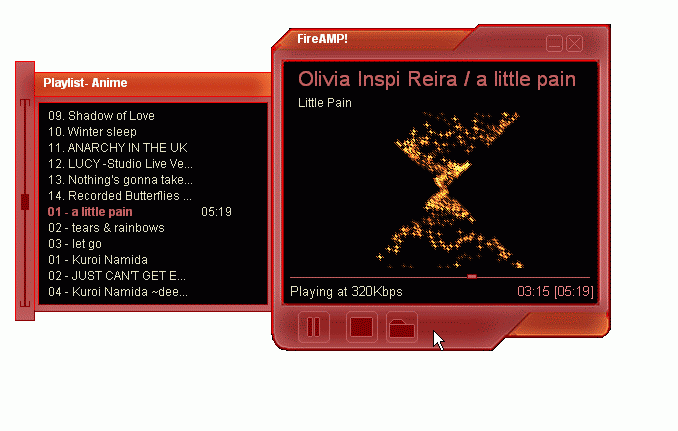 FireAMP!
Playlist- Anime
09. Shadow of Love
10. Winter sleep
11. ANARCHY IN THE UK
12. LUCY -Studio Live Ve...
13. Nothing's gonna take...
14. Recorded Butterflies ...
01 - a little pain 05:19
02 - tears & rainbows
03 - let go
01 - Kuroi Namida
02 - JUST CAN'T GET E...
04 - Kuroi Namida ~dee...
Olivia Inspi Reira / a little pain
Little Pain
Playing at 320Kbps 03:15 [05:19]